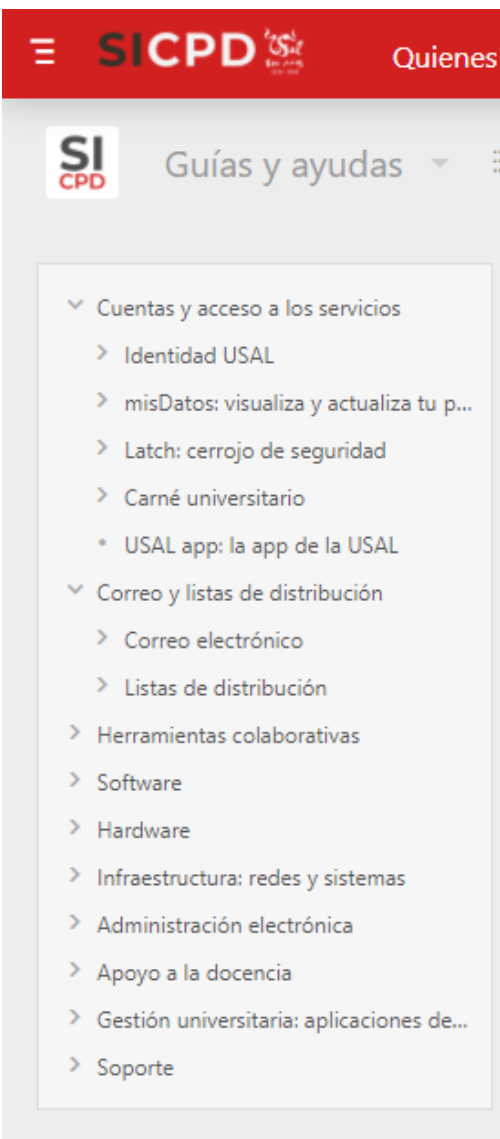 SICPD
Quienes
SI
CPD
Guías y ayudas
Cuentas y acceso a los servicios
Identidad USAL
misDatos: visualiza y actualiza tu p...
Latch: cerrojo de seguridad
Carné universitario
USAL app: la app de la USAL
Correo y listas de distribución
Correo electrónico
Listas de distribución
Herramientas colaborativas
Software
Hardware
Infraestructura: redes y sistemas
Administración electrónica
Apoyo a la docencia
Gestión universitaria: aplicaciones de...
Soporte